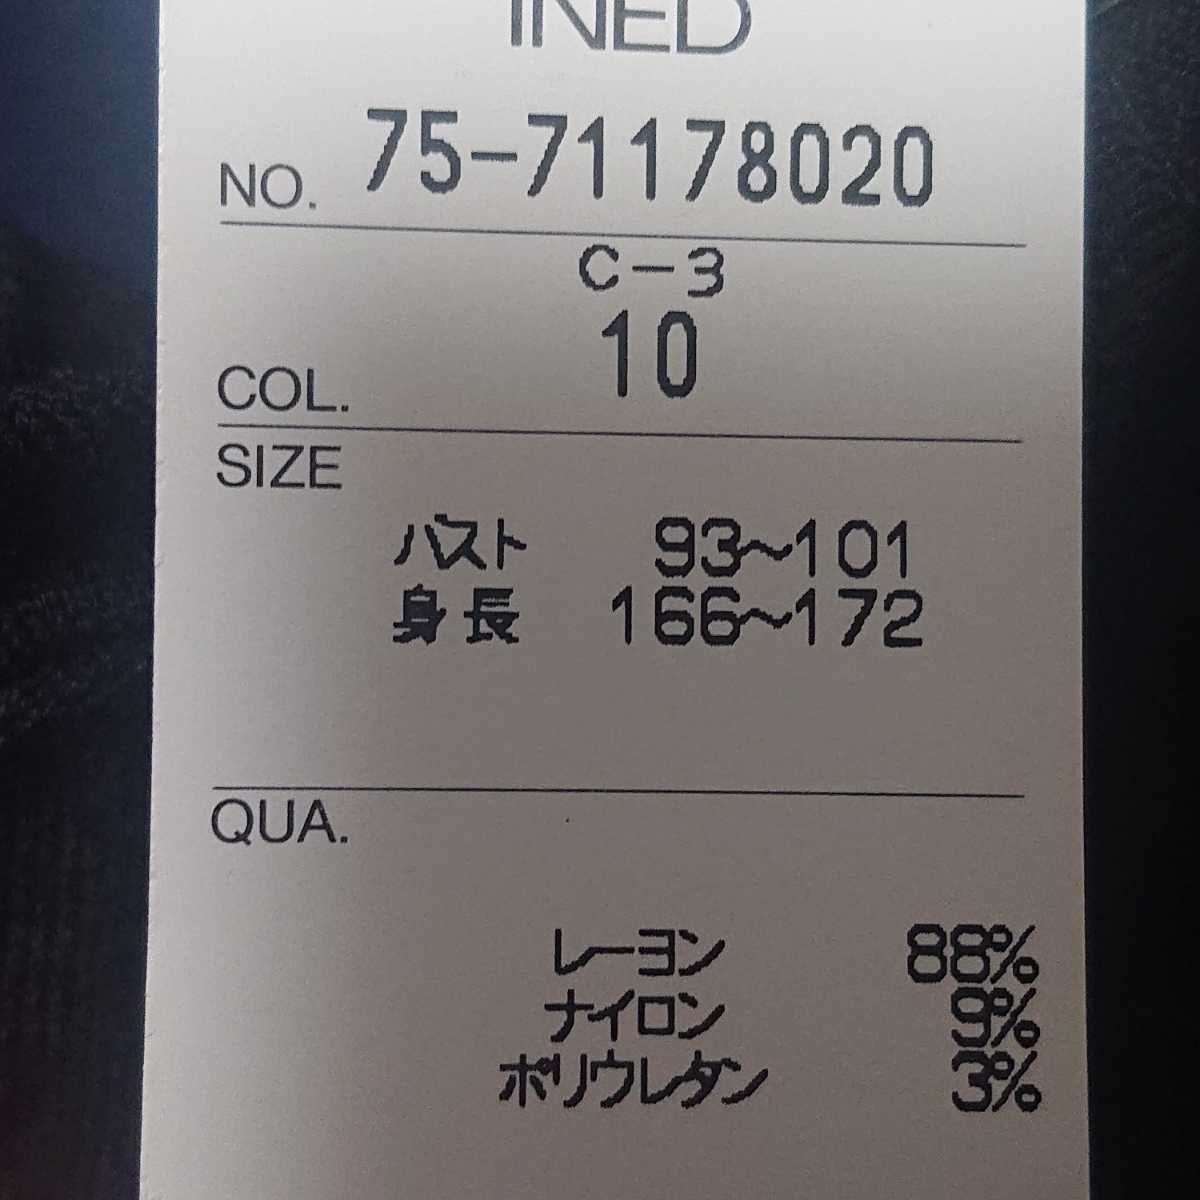 INED
NO. 75-71178020
C-3
COL. 10
SIZE
バスト 93~101
身長 166~172
QUA.
レーヨン 88%
ナイロン 9%
ポリウレタン 3%